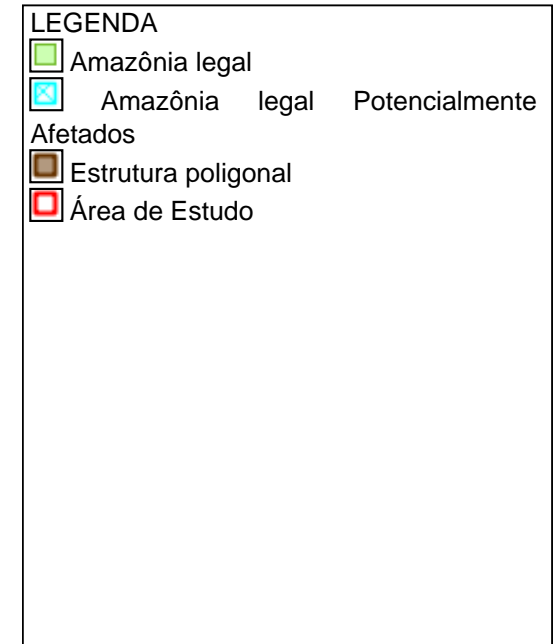 LEGENDA
Amazônia legal
Amazônia legal Potencialmente
Afetados
Estrutura poligonal
Área de Estudo